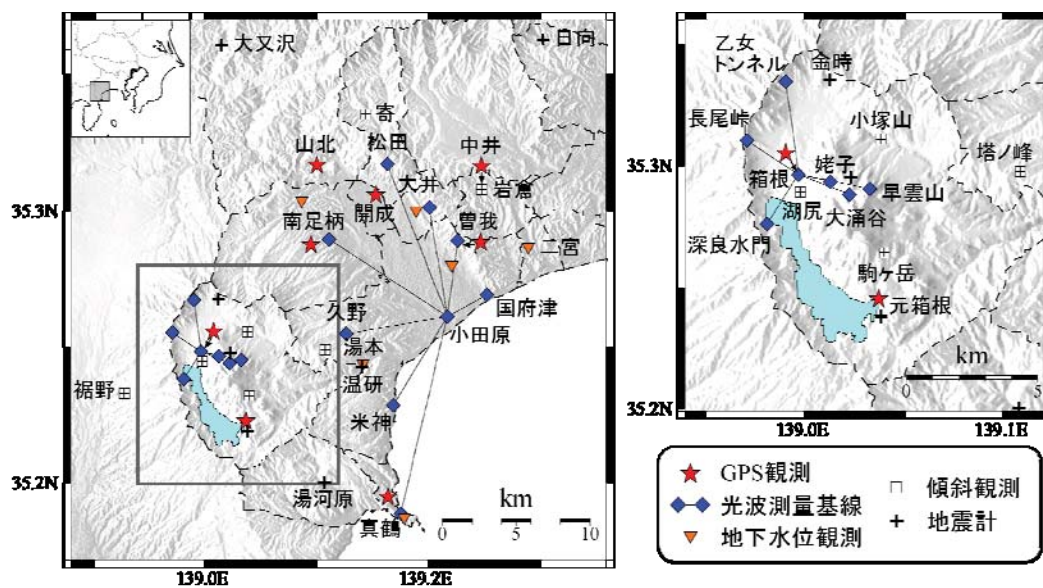 大又沢
日向
寄
山北
松田
中井
大井
岩倉
南足柄
開成
曽我
二宮
久野
国府津
小田原
湯本
温研
裾野
米神
湯河原
真鶴
km
0 5 10
35.3N
35.2N
139.0E
139.2E
乙女
トンネル
金時
長尾峠
小塚山
姥子
塔ノ峰
箱根
早雲山
湖尻
大涌谷
深良水門
駒ヶ岳
元箱根
km
0 5
35.3N
35.2N
139.0E
139.1E
GPS観測
光波測量基線
地下水位観測
傾斜観測
地震計